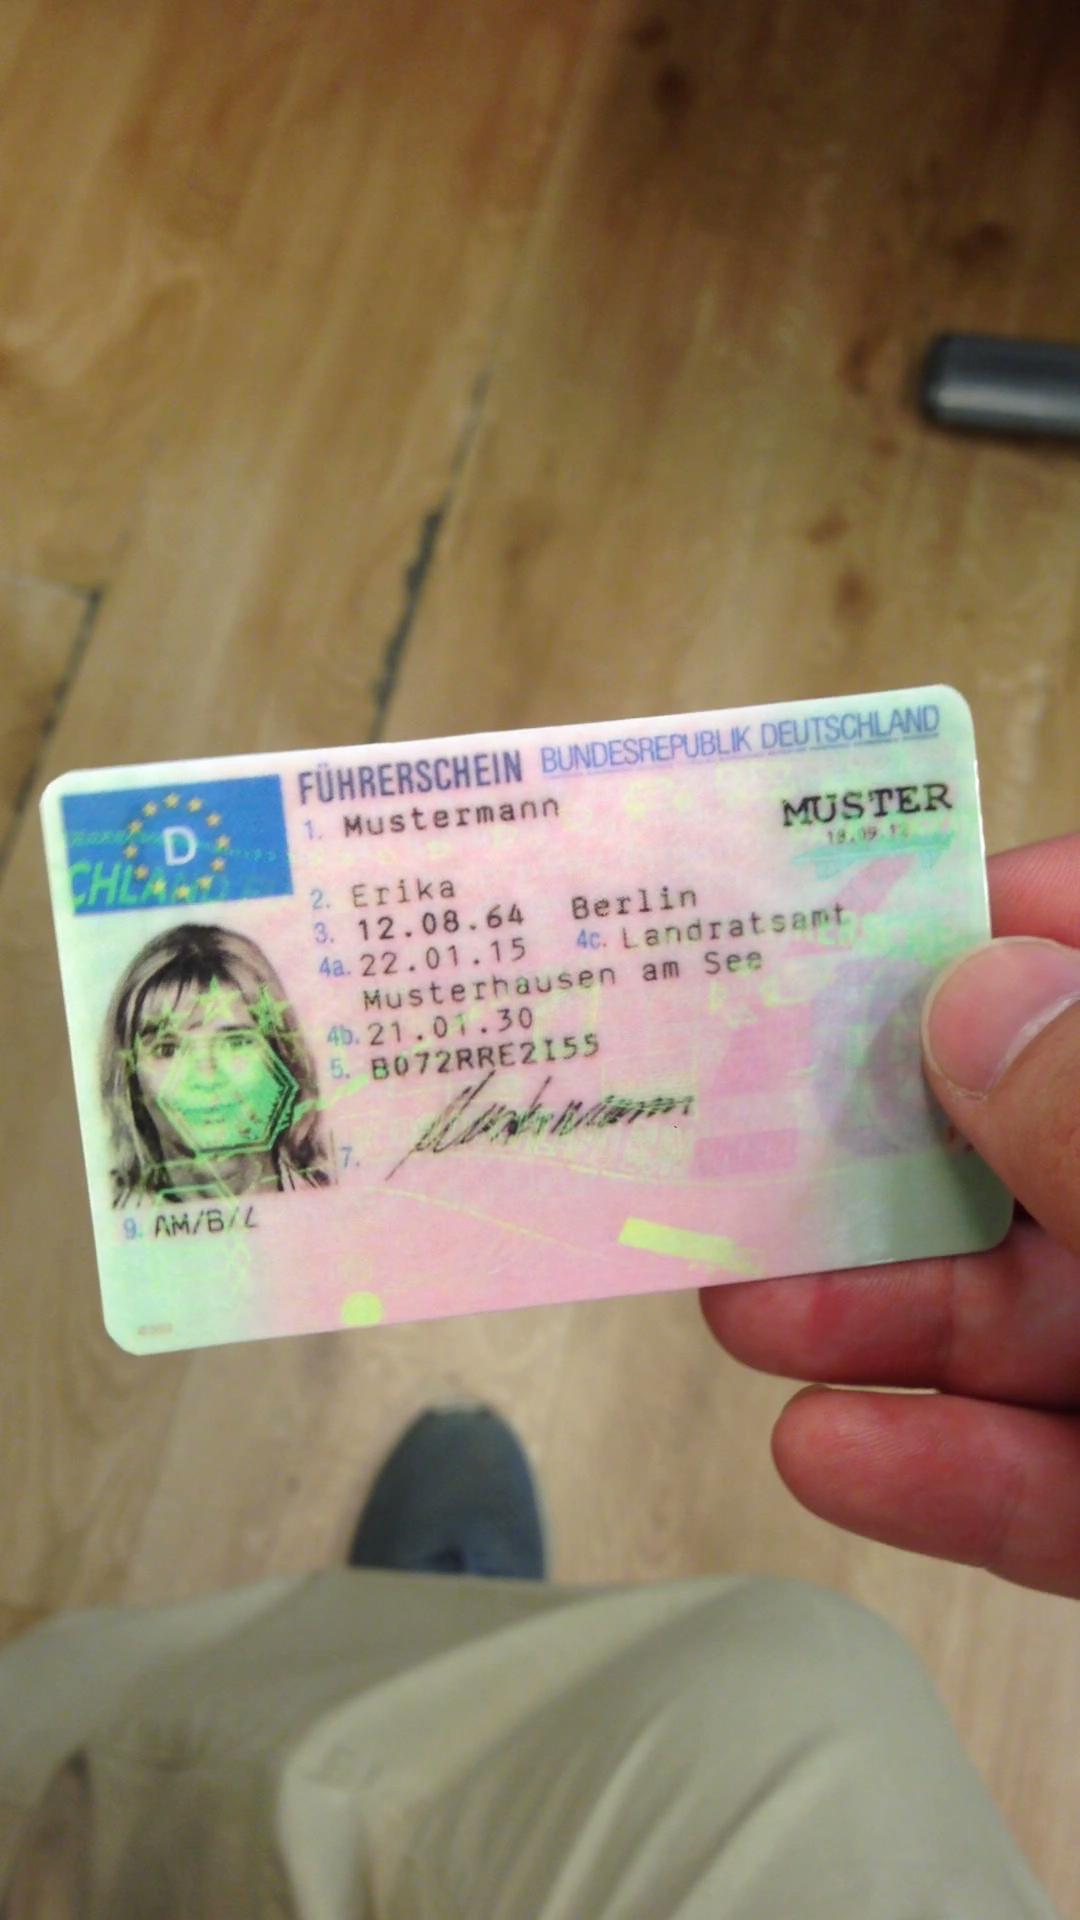 D
CHLAND
FÜHRERSCHEIN BUNDESREPUBLIK DEUTSCHLAND
1. Mustermann
MUSTER
2. Erika
3. 12.08.64 Berlin
4a. 22.01.15 4c. Landratsamt
Musterhausen am See
4b. 21.01.30
5. B072RRE2I55
7. Mustermann
9. AM/B/L